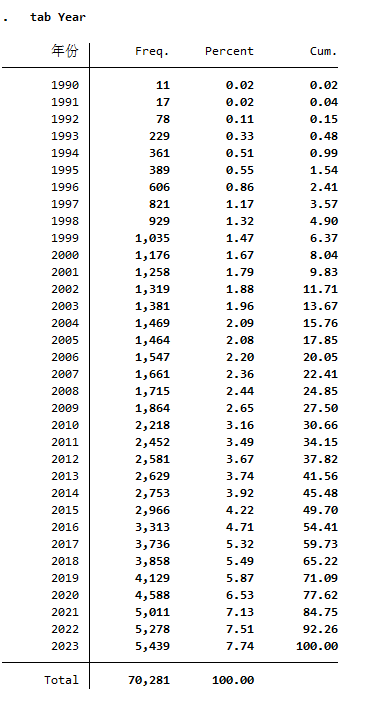 . tab Year
年份 Freq. Percent Cum.
1990 11 0.02 0.02
1991 17 0.02 0.04
1992 78 0.11 0.15
1993 229 0.33 0.48
1994 361 0.51 0.99
1995 389 0.55 1.54
1996 606 0.86 2.41
1997 821 1.17 3.57
1998 929 1.32 4.90
1999 1,035 1.47 6.37
2000 1,176 1.67 8.04
2001 1,258 1.79 9.83
2002 1,319 1.88 11.71
2003 1,381 1.96 13.67
2004 1,469 2.09 15.76
2005 1,464 2.08 17.85
2006 1,547 2.20 20.05
2007 1,661 2.36 22.41
2008 1,715 2.44 24.85
2009 1,864 2.65 27.50
2010 2,218 3.16 30.66
2011 2,452 3.49 34.15
2012 2,581 3.67 37.82
2013 2,629 3.74 41.56
2014 2,753 3.92 45.48
2015 2,966 4.22 49.70
2016 3,313 4.71 54.41
2017 3,736 5.32 59.73
2018 3,858 5.49 65.22
2019 4,129 5.87 71.09
2020 4,588 6.53 77.62
2021 5,011 7.13 84.75
2022 5,278 7.51 92.26
2023 5,439 7.74 100.00
Total 70,281 100.00